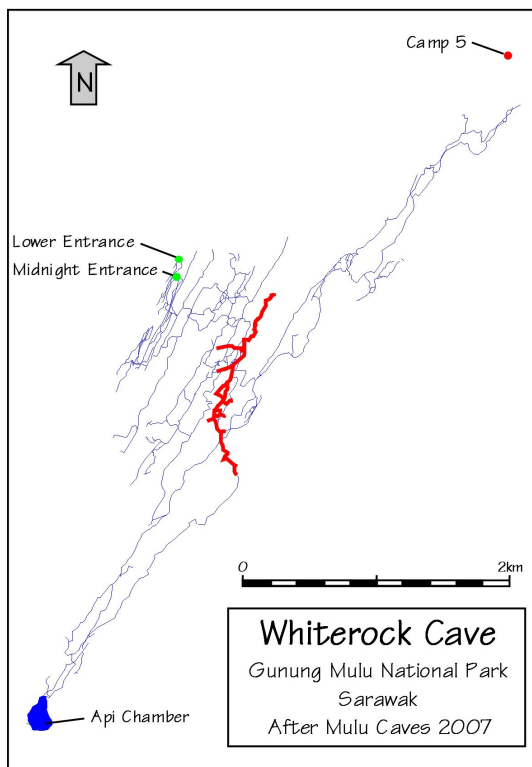 Camp 5
N
Lower Entrance
Midnight Entrance
0 2km
Whiterock Cave
Gunung Mulu National Park
Sarawak
After Mulu Caves 2007
Api Chamber